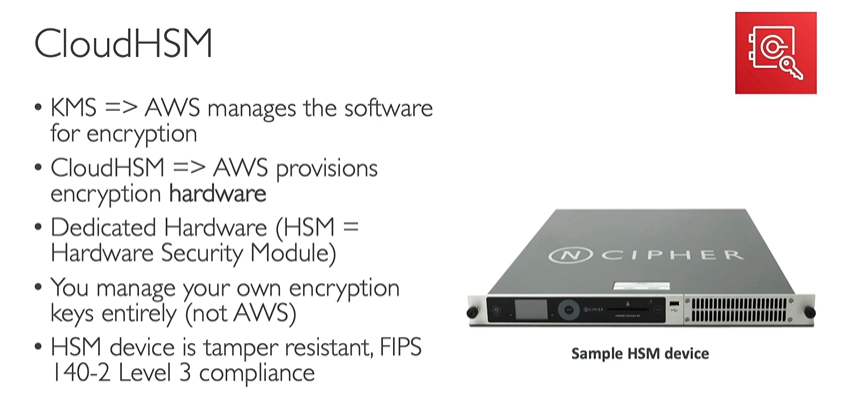 CloudHSM
• KMS => AWS manages the software
for encryption
• CloudHSM => AWS provisions
encryption hardware
• Dedicated Hardware (HSM =
Hardware Security Module)
• You manage your own encryption
keys entirely (not AWS)
• HSM device is tamper resistant, FIPS
140-2 Level 3 compliance
N CIPHER
Sample HSM device